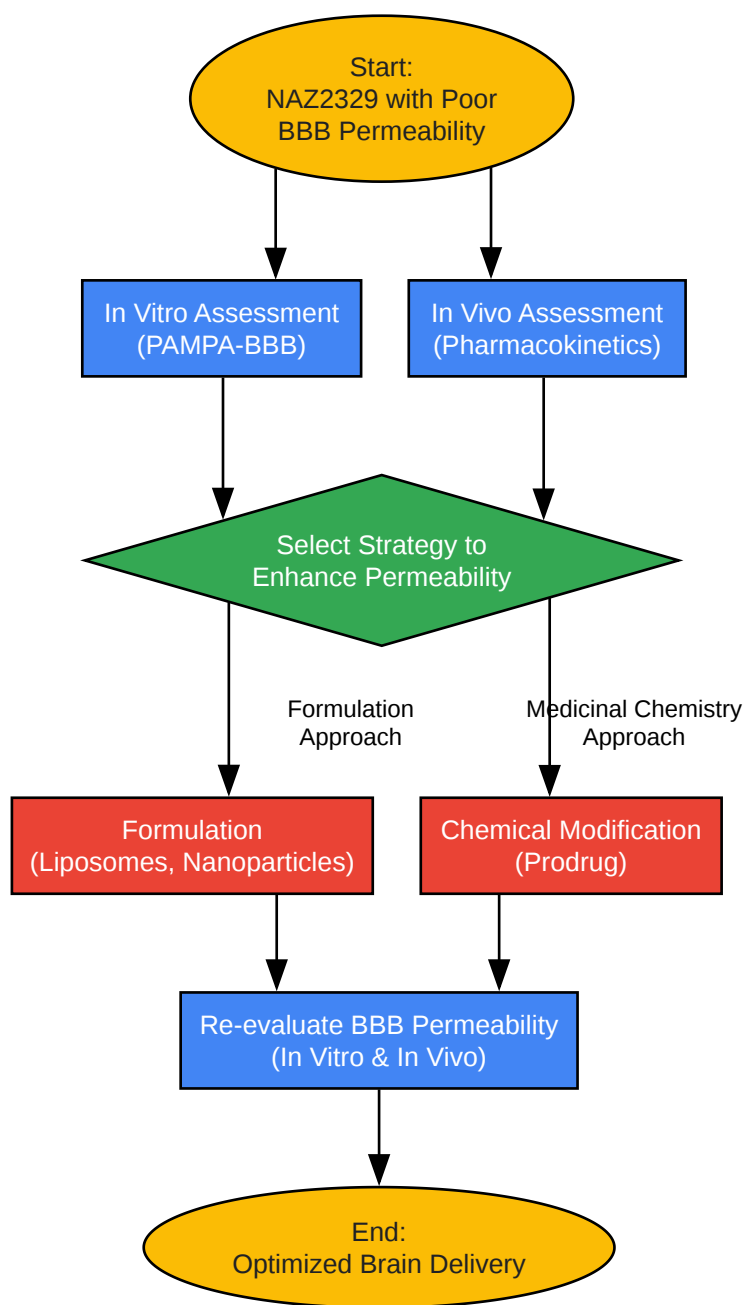 Start:
NAZ2329 with Poor
BBB Permeability
In Vitro Assessment
(PAMPA-BBB)
In Vivo Assessment
(Pharmacokinetics)
Select Strategy to
Enhance Permeability
Formulation
Approach
Medicinal Chemistry
Approach
Formulation
(Liposomes, Nanoparticles)
Chemical Modification
(Prodrug)
Re-evaluate BBB Permeability
(In Vitro & In Vivo)
End:
Optimized Brain Delivery